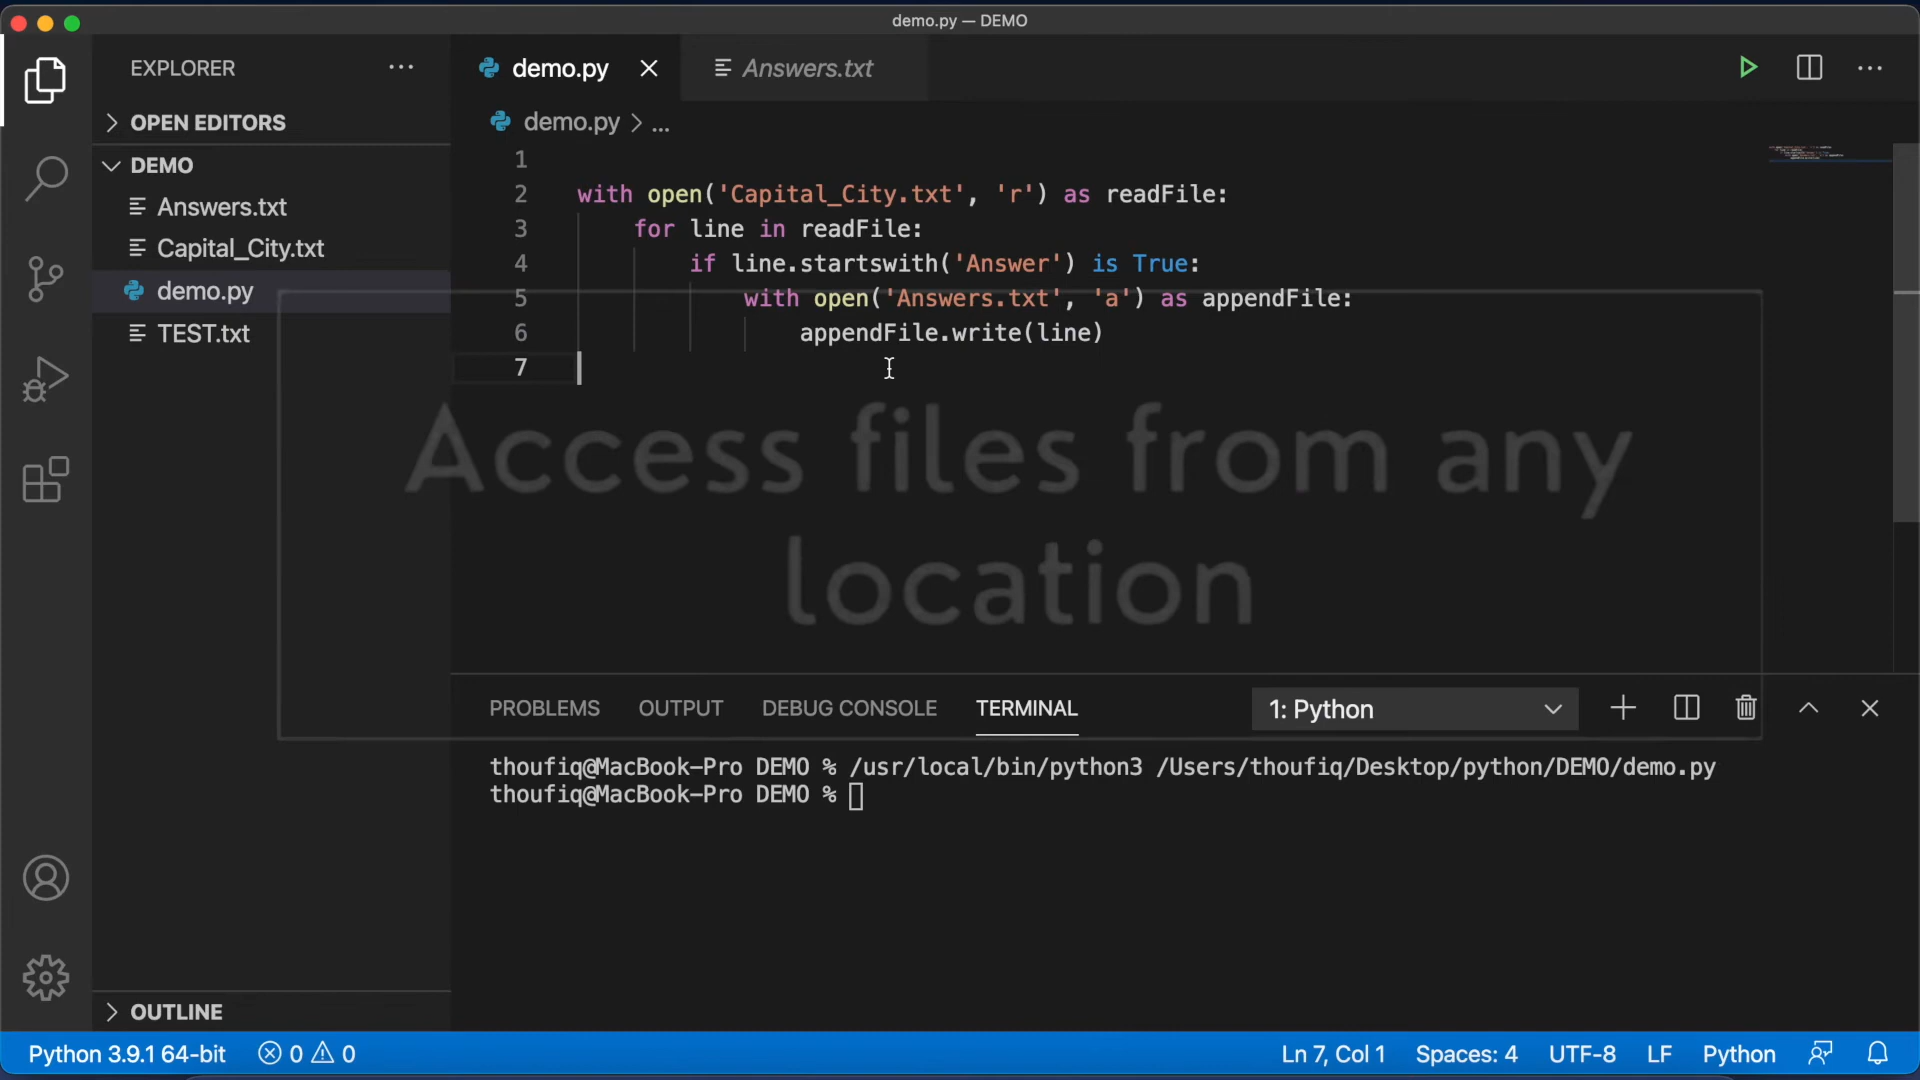 demo.py — DEMO
EXPLORER
demo.py
Answers.txt
OPEN EDITORS
demo.py > ...
DEMO
Answers.txt
Capital_City.txt
demo.py
TEST.txt
1
2 with open('Capital_City.txt', 'r') as readFile:
3 for line in readFile:
4 if line.startswith('Answer') is True:
5 with open('Answers.txt', 'a') as appendFile:
6 appendFile.write(line)
7
Access files from any
location
PROBLEMS OUTPUT DEBUG CONSOLE TERMINAL 1: Python
thoufiq@MacBook-Pro DEMO % /usr/local/bin/python3 /Users/thoufiq/Desktop/python/DEMO/demo.py
thoufiq@MacBook-Pro DEMO %
OUTLINE
Python 3.9.1 64-bit 0 0 Ln 7, Col 1 Spaces: 4 UTF-8 LF Python